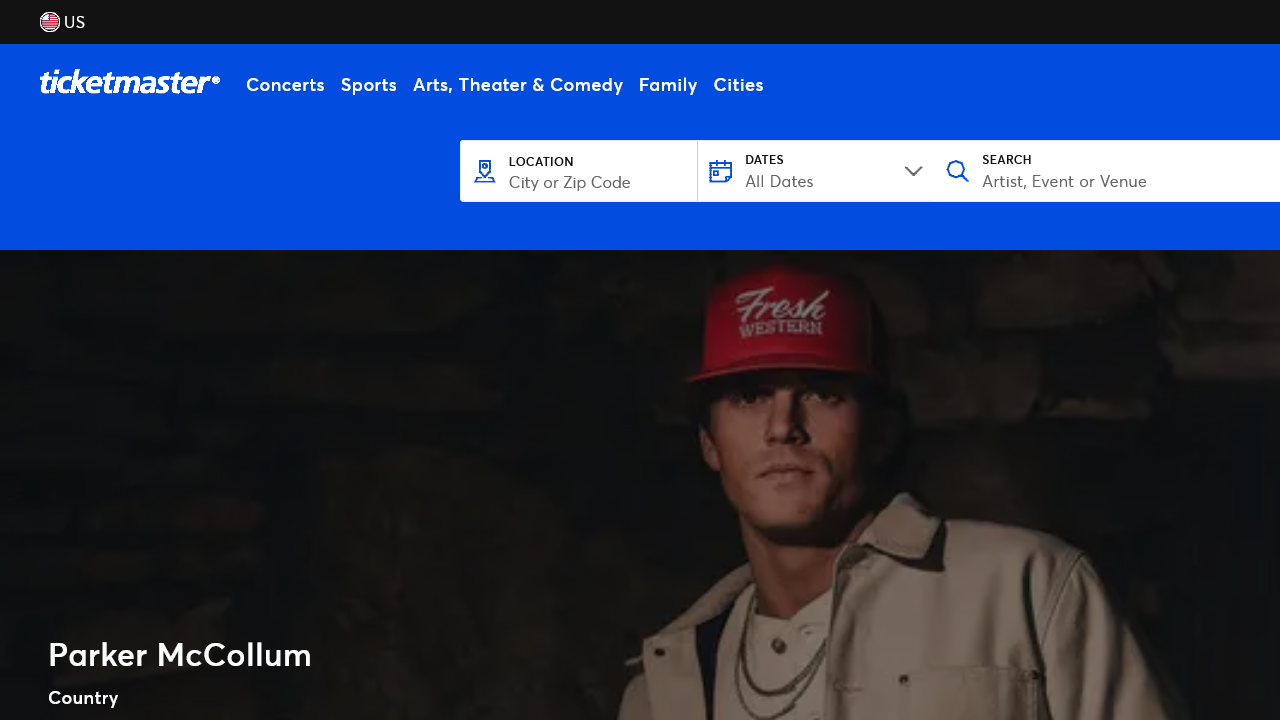 US
ticketmaster®
Concerts
Sports
Arts, Theater & Comedy
Family
Cities
LOCATION
City or Zip Code
DATES
All Dates
SEARCH
Artist, Event or Venue
Fresh
WESTERN
Parker McCollum
Country